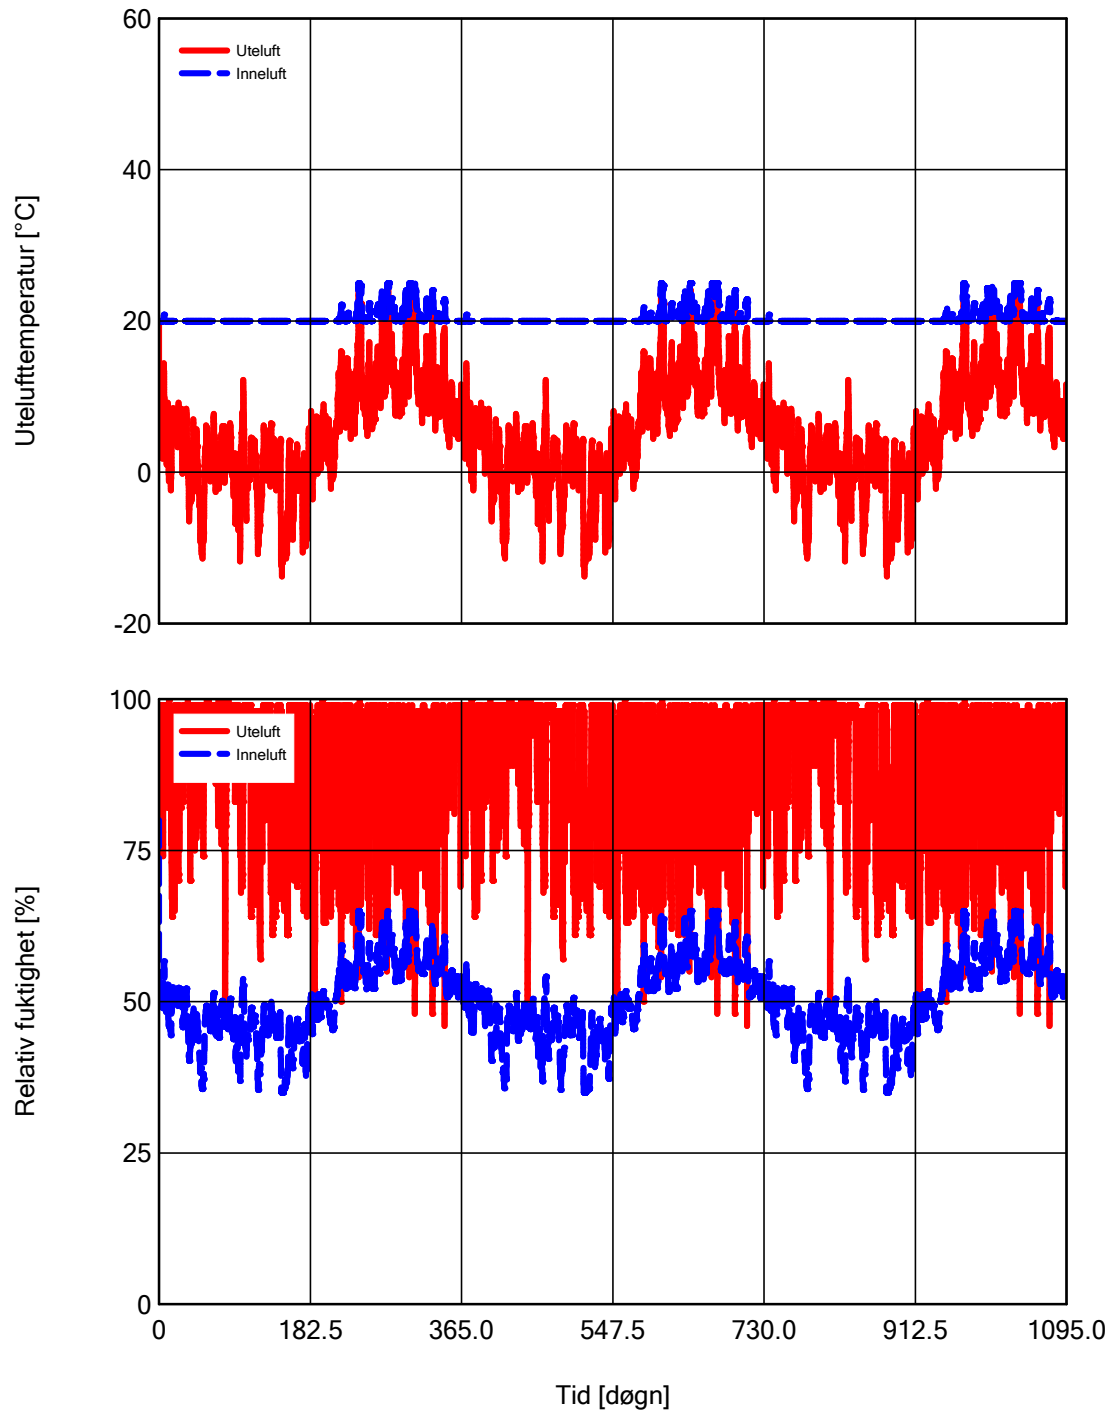 60
Uteluft
Inneluft
40
20
0
-20
Utelufttemperatur [°C]
100
Uteluft
Inneluft
75
50
25
0
Relativ fuktighet [%]
0 182.5 365.0 547.5 730.0 912.5 1095.0
Tid [døgn]